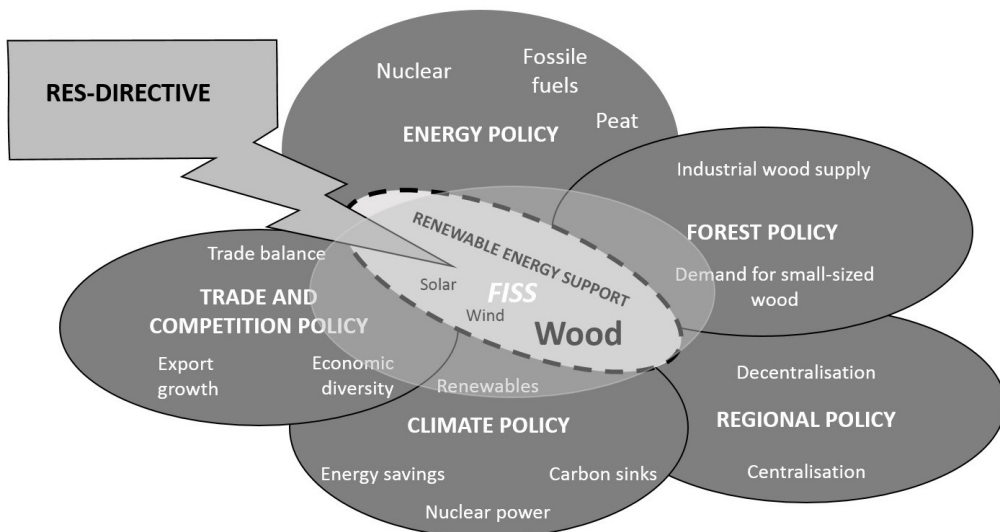 RES-DIRECTIVE
Nuclear
Fossile
fuels
Peat
ENERGY POLICY
Industrial wood supply
FOREST POLICY
Demand for small-sized
wood
RENEWABLE ENERGY SUPPORT
Solar
FISS
Wind
Wood
Trade balance
TRADE AND
COMPETITION POLICY
Export
growth
Economic
diversity
Renewables
CLIMATE POLICY
Energy savings
Carbon sinks
Nuclear power
Decentralisation
REGIONAL POLICY
Centralisation